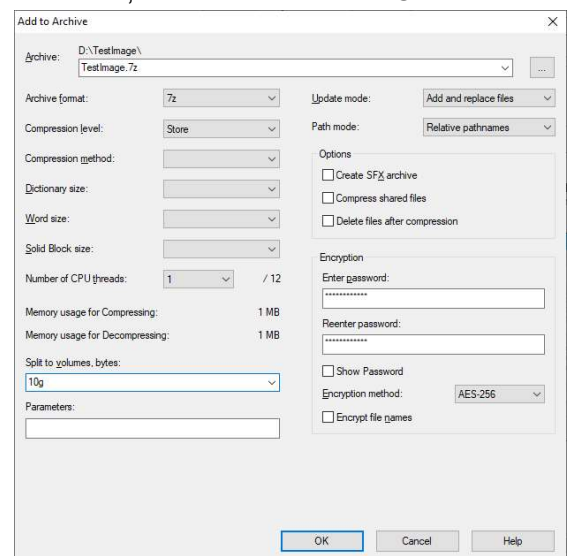 Add to Archive
Archive: D:\TestImage\
TestImage.7z
...
Archive format: 7z
Compression level: Store
Compression method:
Dictionary size:
Word size:
Solid Block size:
Number of CPU threads: 1 / 12
Memory usage for Compressing: 1 MB
Memory usage for Decompressing: 1 MB
Split to volumes, bytes:
10g
Parameters:
Update mode: Add and replace files
Path mode: Relative pathnames
Options
Create SFX archive
Compress shared files
Delete files after compression
Encryption
Enter password:
************
Reenter password:
************
Show Password
Encryption method: AES-256
Encrypt file names
OK Cancel Help